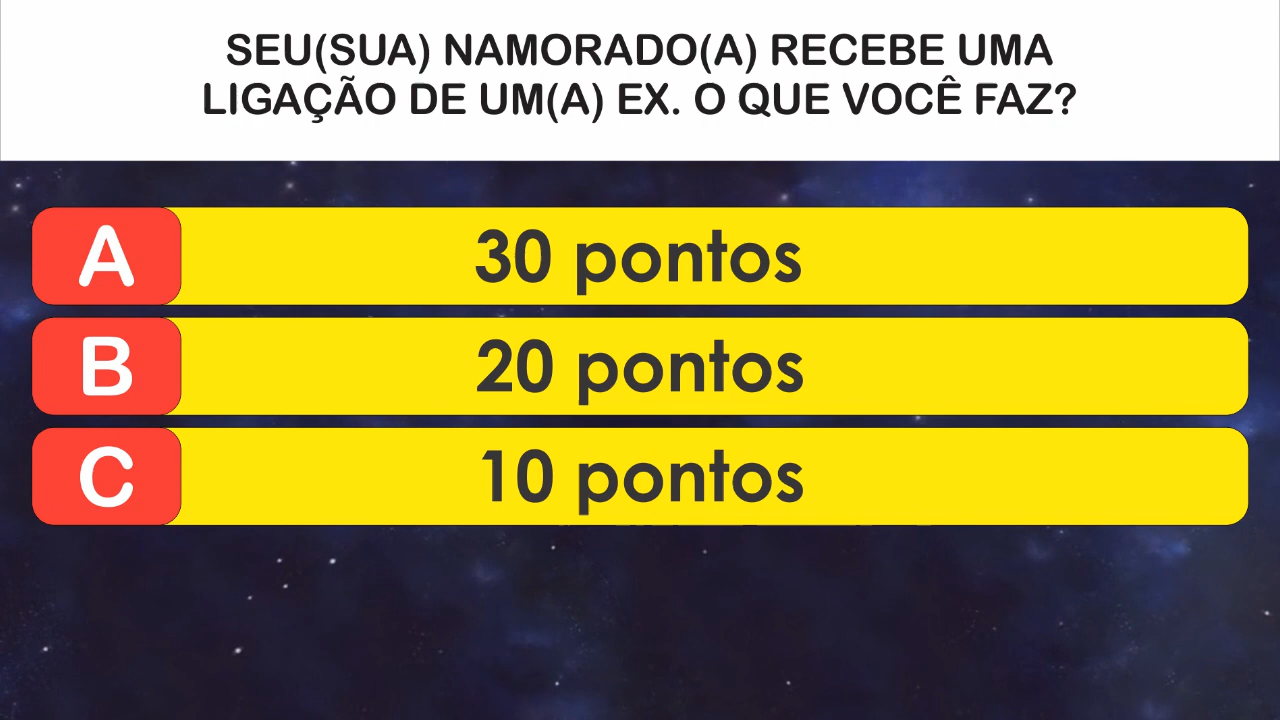 SEU(SUA) NAMORADO(A) RECEBE UMA
LIGAÇÃO DE UM(A) EX. O QUE VOCÊ FAZ?
A 30 pontos
B 20 pontos
C 10 pontos